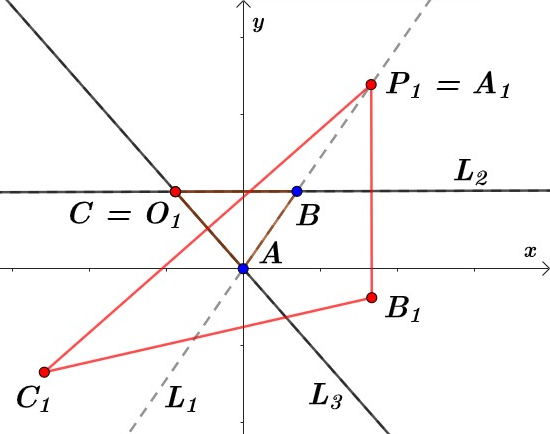 y
P₁ = A₁
L₂
C = O₁
B
x
A
B₁
C₁
L₁
L₃